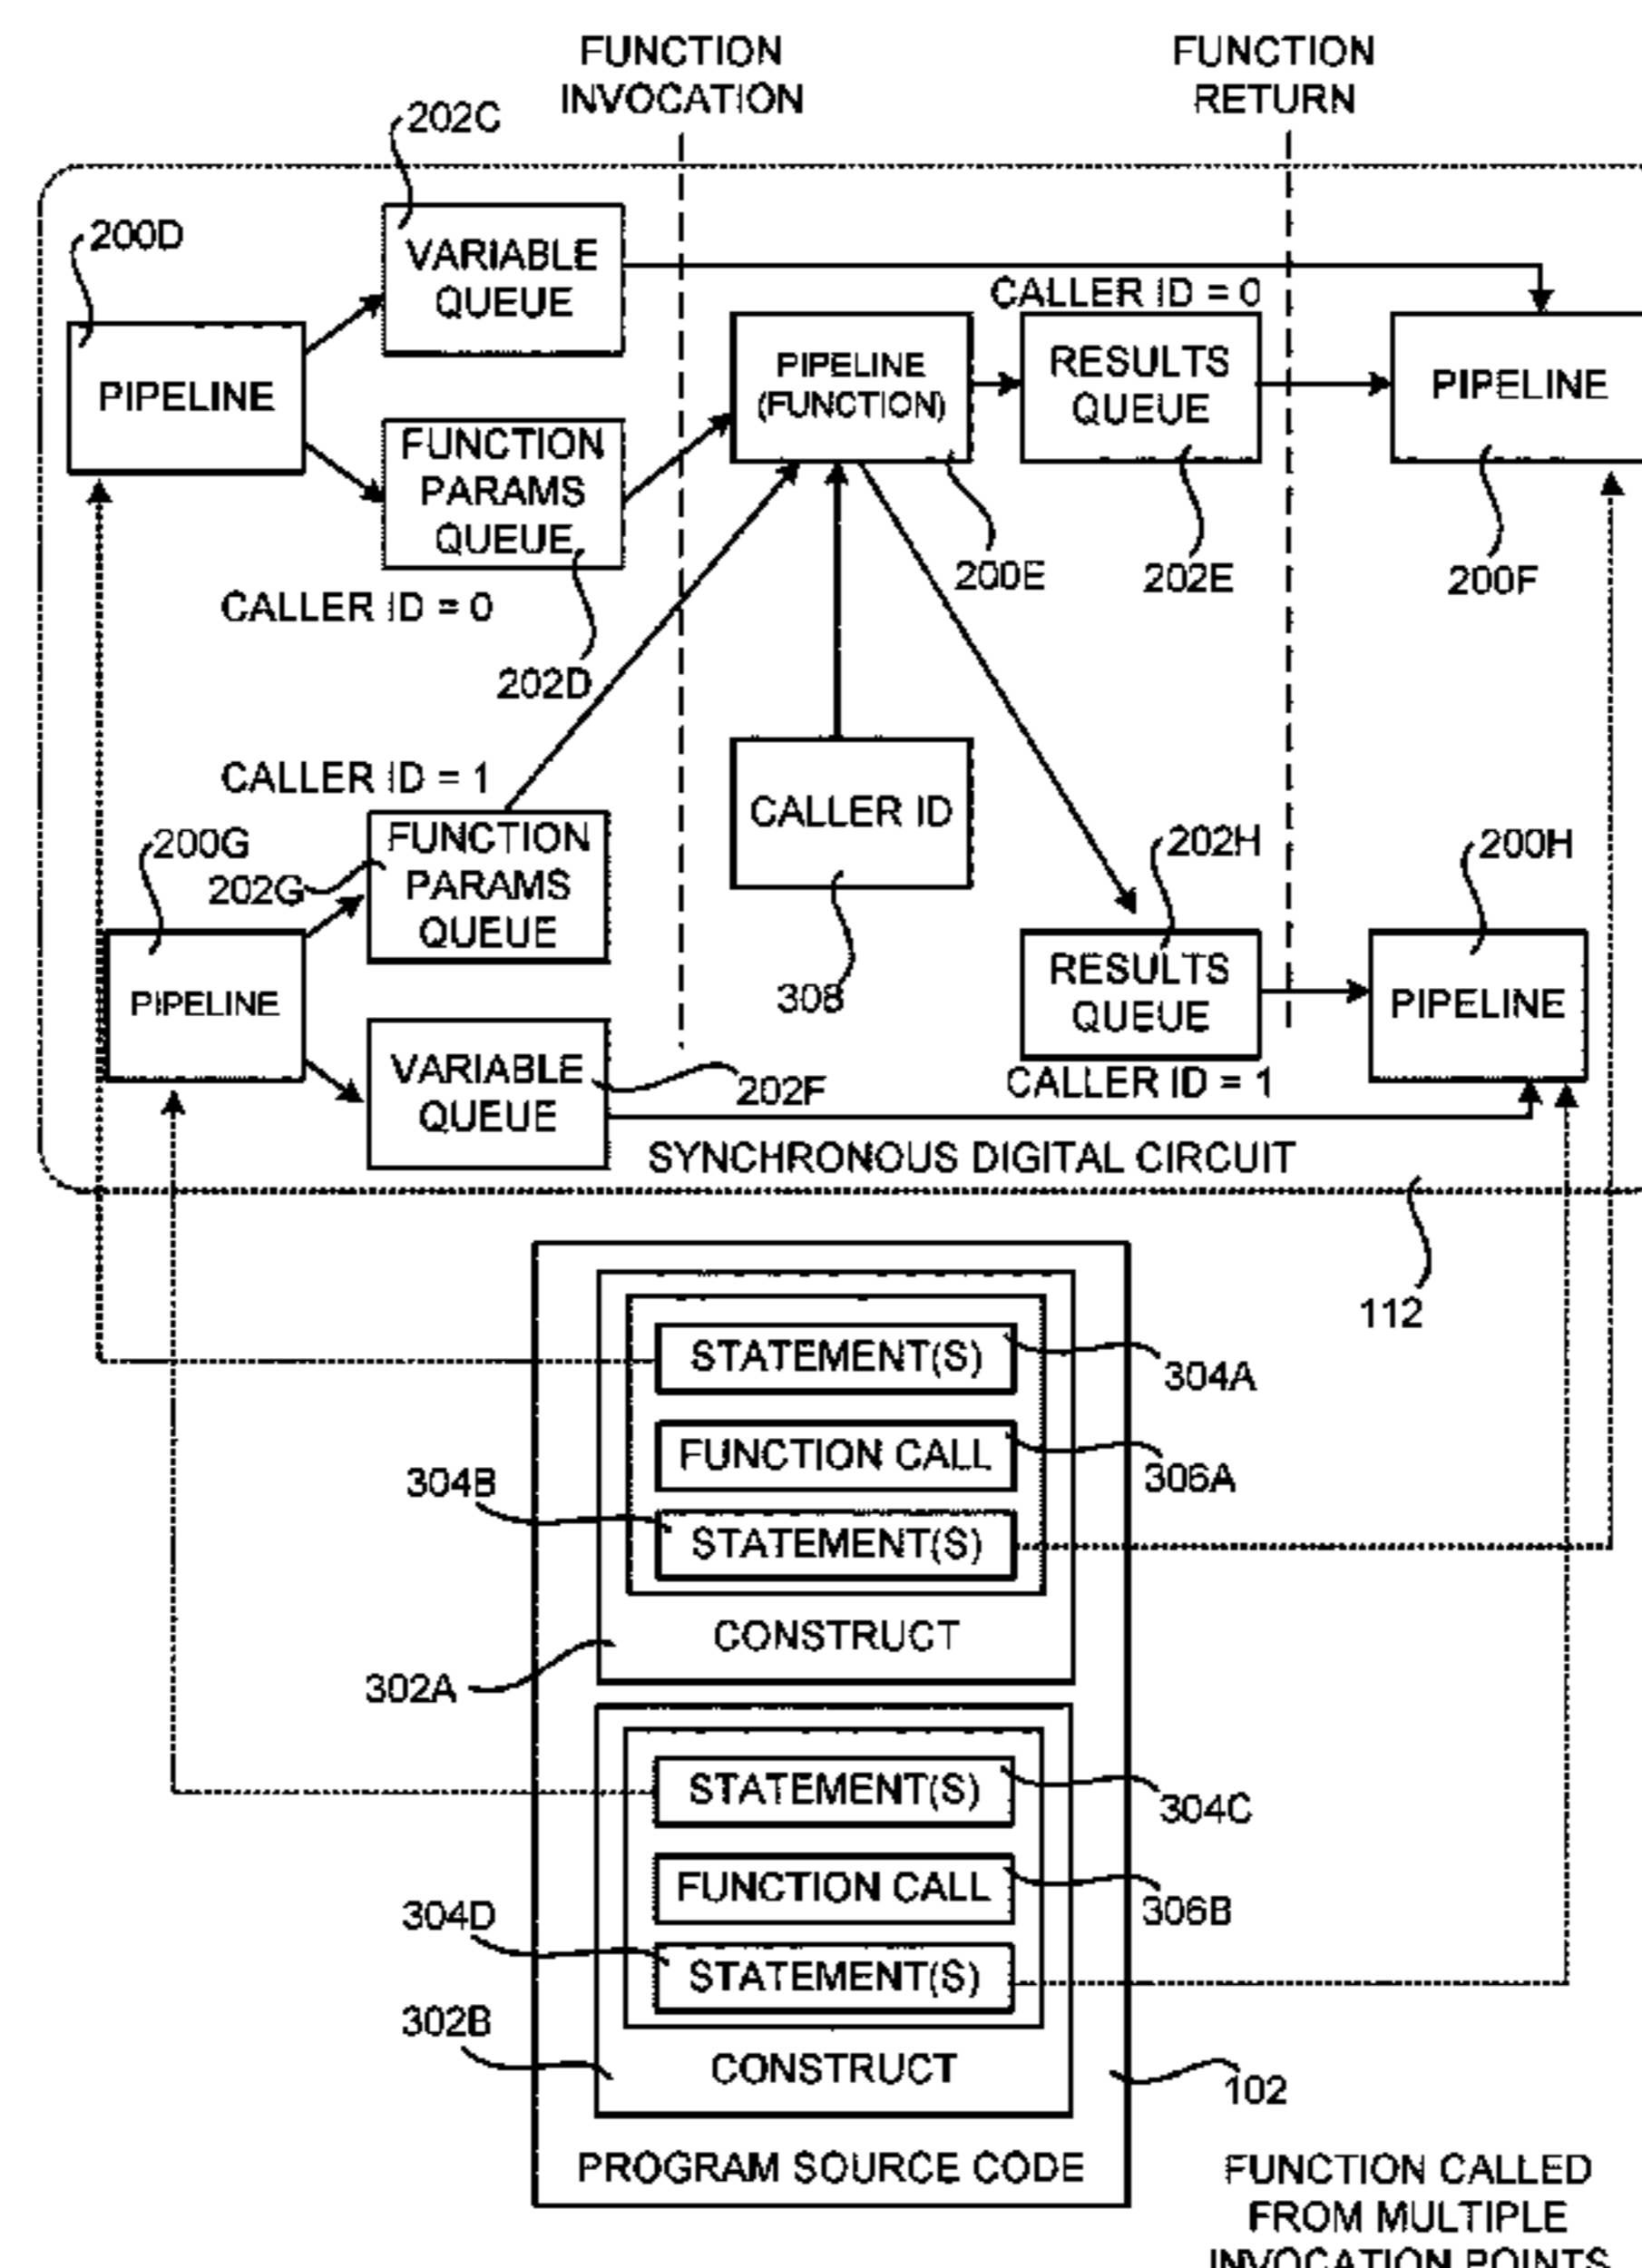 FUNCTION
INVOCATION
FUNCTION
RETURN
202C
200D
VARIABLE
QUEUE
CALLER ID = 0
PIPELINE
FUNCTION
PARAMS
QUEUE
PIPELINE
(FUNCTION)
RESULTS
QUEUE
PIPELINE
200E
202E
200F
CALLER ID = 0
202D
CALLER ID = 1
200G
202G
FUNCTION
PARAMS
QUEUE
CALLER ID
202H
200H
PIPELINE
308
RESULTS
QUEUE
PIPELINE
VARIABLE
QUEUE
202F
CALLER ID = 1
SYNCHRONOUS DIGITAL CIRCUIT
112
STATEMENT(S)
304A
FUNCTION CALL
306A
304B
STATEMENT(S)
CONSTRUCT
302A
STATEMENT(S)
304C
FUNCTION CALL
306B
304D
STATEMENT(S)
302B
CONSTRUCT
102
PROGRAM SOURCE CODE
FUNCTION CALLED
FROM MULTIPLE
INVOCATION POINTS